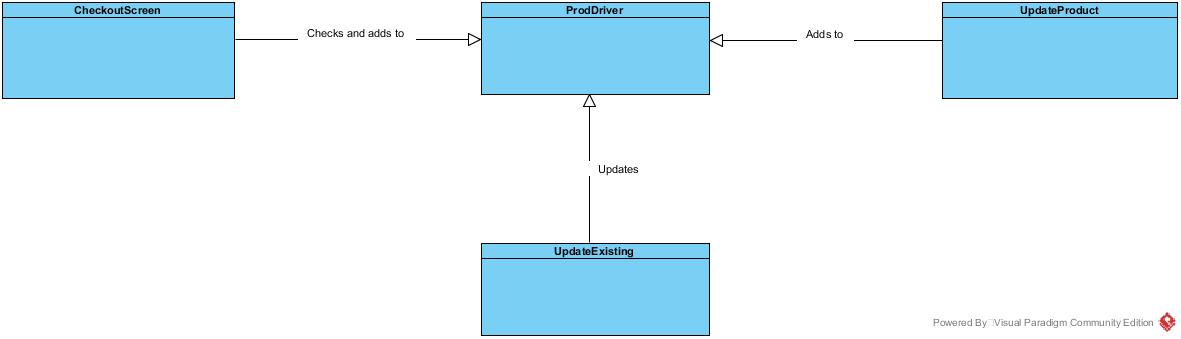 CheckoutScreen
ProdDriver
UpdateProduct
Checks and adds to
Adds to
Updates
UpdateExisting
Powered By Visual Paradigm Community Edition